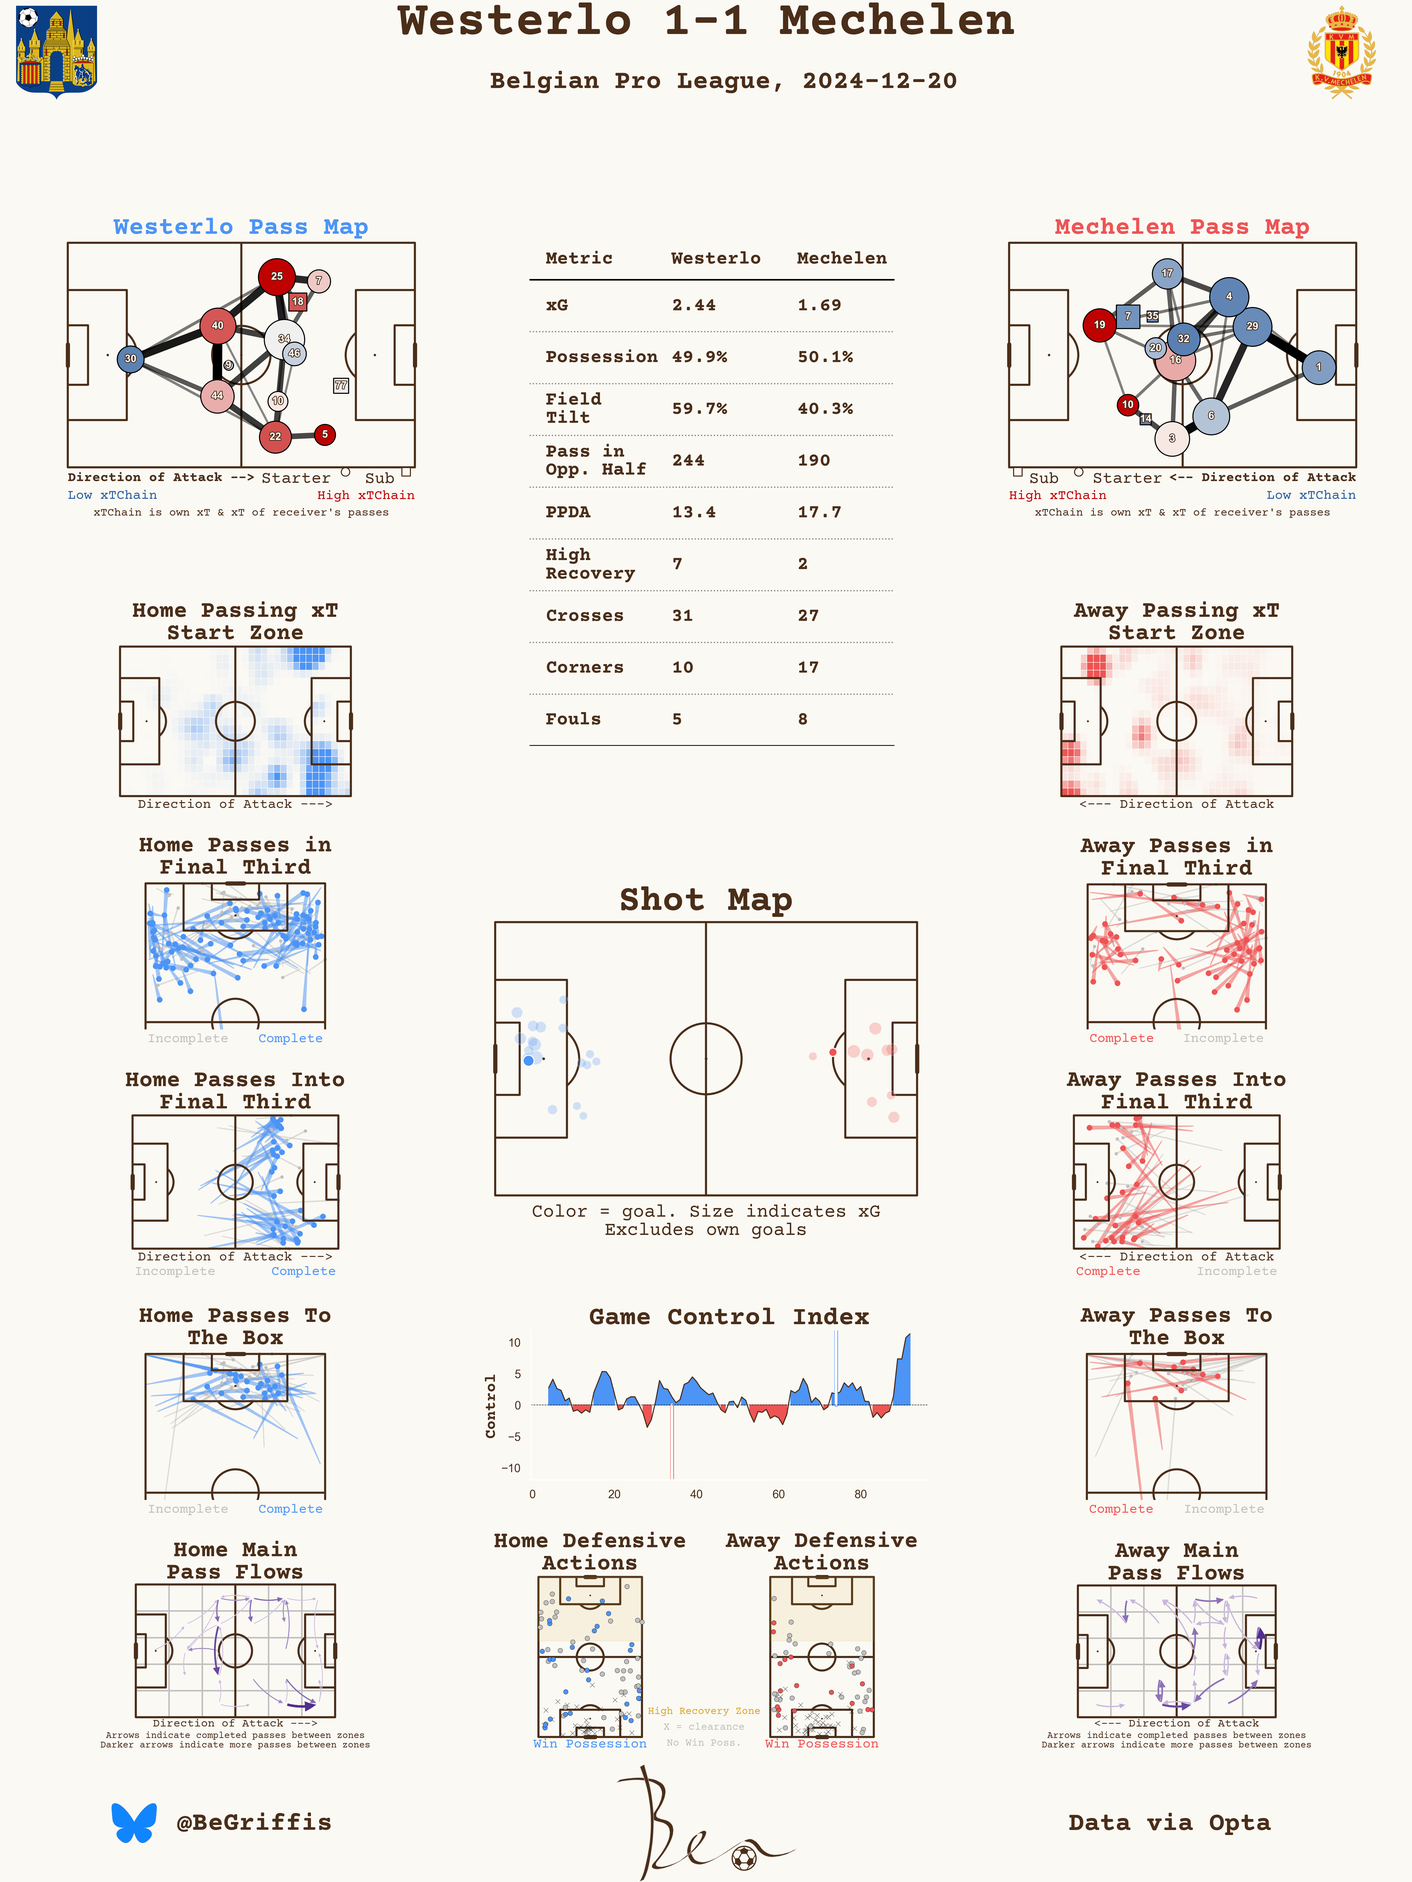 Westerlo 1-1 Mechelen
Belgian Pro League, 2024-12-20
K V M
1904
K.V. MECHELEN
Westerlo Pass Map
25
7
18
40
34
46
30
9
77
44
10
22
5
Direction of Attack --> Starter Sub
Low xTChain High xTChain
xTChain is own xT & xT of receiver's passes
Metric Westerlo Mechelen
xG 2.44 1.69
Possession 49.9% 50.1%
Field
Tilt 59.7% 40.3%
Pass in
Opp. Half 244 190
PPDA 13.4 17.7
High
Recovery 7 2
Crosses 31 27
Corners 10 17
Fouls 5 8
Mechelen Pass Map
17
4
7
35
19
29
32
20
16
1
10
14
6
3
Sub Starter <-- Direction of Attack
High xTChain Low xTChain
xTChain is own xT & xT of receiver's passes
Home Passing xT
Start Zone
Direction of Attack --->
Away Passing xT
Start Zone
<--- Direction of Attack
Home Passes in
Final Third
Incomplete Complete
Away Passes in
Final Third
Complete Incomplete
Shot Map
Color = goal. Size indicates xG
Excludes own goals
Home Passes Into
Final Third
Direction of Attack --->
Incomplete Complete
Away Passes Into
Final Third
<--- Direction of Attack
Complete Incomplete
Home Passes To
The Box
Incomplete Complete
Game Control Index
Control
10
5
0
−5
−10
0 20 40 60 80
Away Passes To
The Box
Complete Incomplete
Home Main
Pass Flows
Direction of Attack --->
Arrows indicate completed passes between zones
Darker arrows indicate more passes between zones
Home Defensive
Actions
Win Possession
High Recovery Zone
X = clearance
No Win Poss.
Away Defensive
Actions
Win Possession
Away Main
Pass Flows
<--- Direction of Attack
Arrows indicate completed passes between zones
Darker arrows indicate more passes between zones
@BeGriffis
Ben
Data via Opta